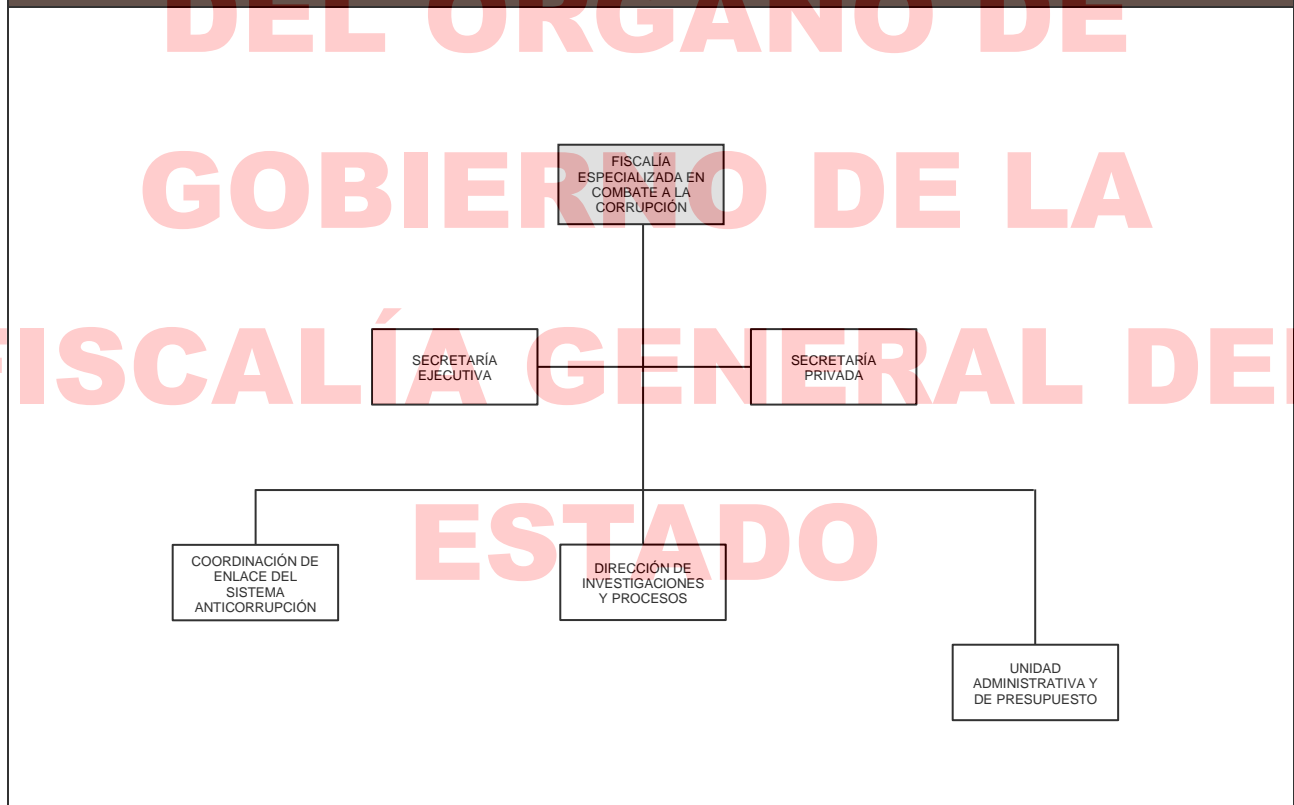 DEL ÓRGANO DE
FISCALÍA
ESPECIALIZADA EN
COMBATE A LA
CORRUPCIÓN
GOBIERNO DE LA
SECRETARÍA
EJECUTIVA
SECRETARÍA
PRIVADA
FISCALÍA GENERAL DEL
ESTADO
COORDINACIÓN DE
ENLACE DEL
SISTEMA
ANTICORRUPCIÓN
DIRECCIÓN DE
INVESTIGACIONES
Y PROCESOS
UNIDAD
ADMINISTRATIVA Y
DE PRESUPUESTO